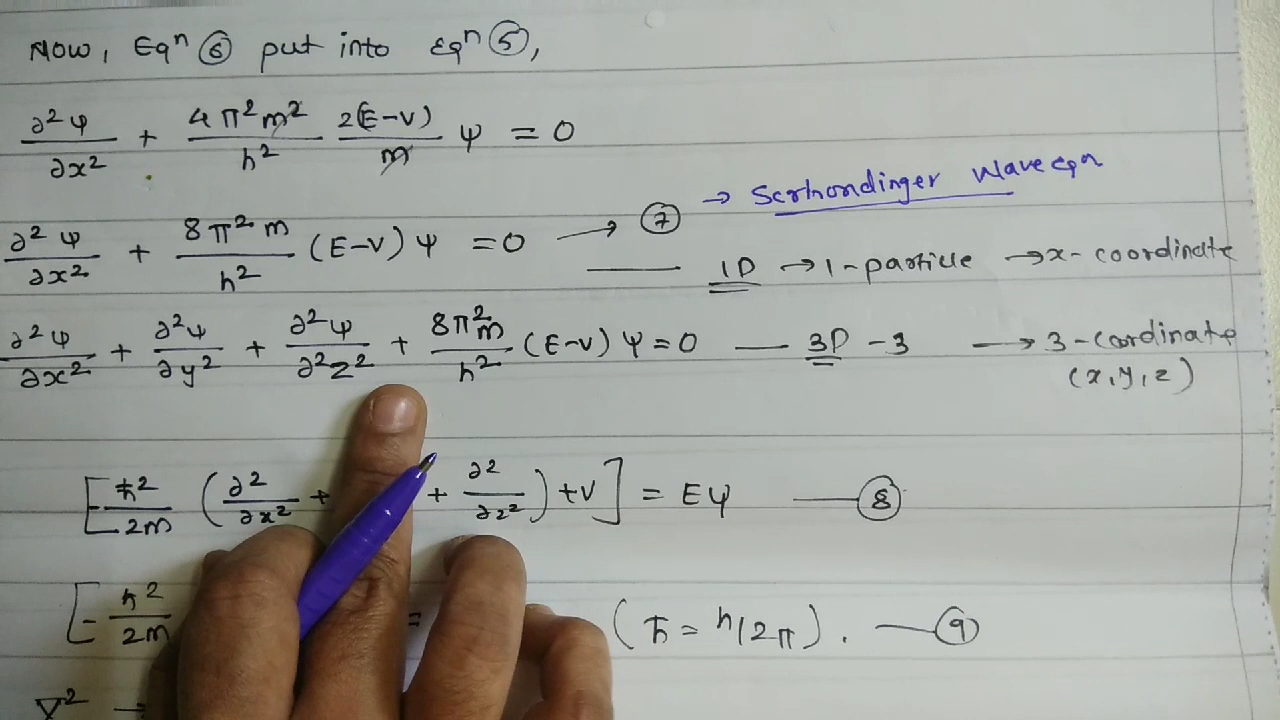 Now, Eqⁿ ⑥ put into Eqⁿ ⑤,
∂²ψ/∂x² + 4π²m²/h² 2(E-V)/m ψ = 0
→ Scrhondinger Wave eqn
∂²ψ/∂x² + 8π²m/h² (E-V)ψ = 0 → ⑦
— 1D → 1-particle → x-coordinate
∂²ψ/∂x² + ∂²ψ/∂y² + ∂²ψ/∂²z² + 8π²m/h² (E-V)ψ = 0 — 3D - 3 → 3-cordinate
(x,y,z)
[-ħ²/2m (∂²/∂x² + + ∂²/∂z²) + V] = Eψ — ⑧
[-ħ²/2m = (ħ = h/2π). — ⑨
∇² =